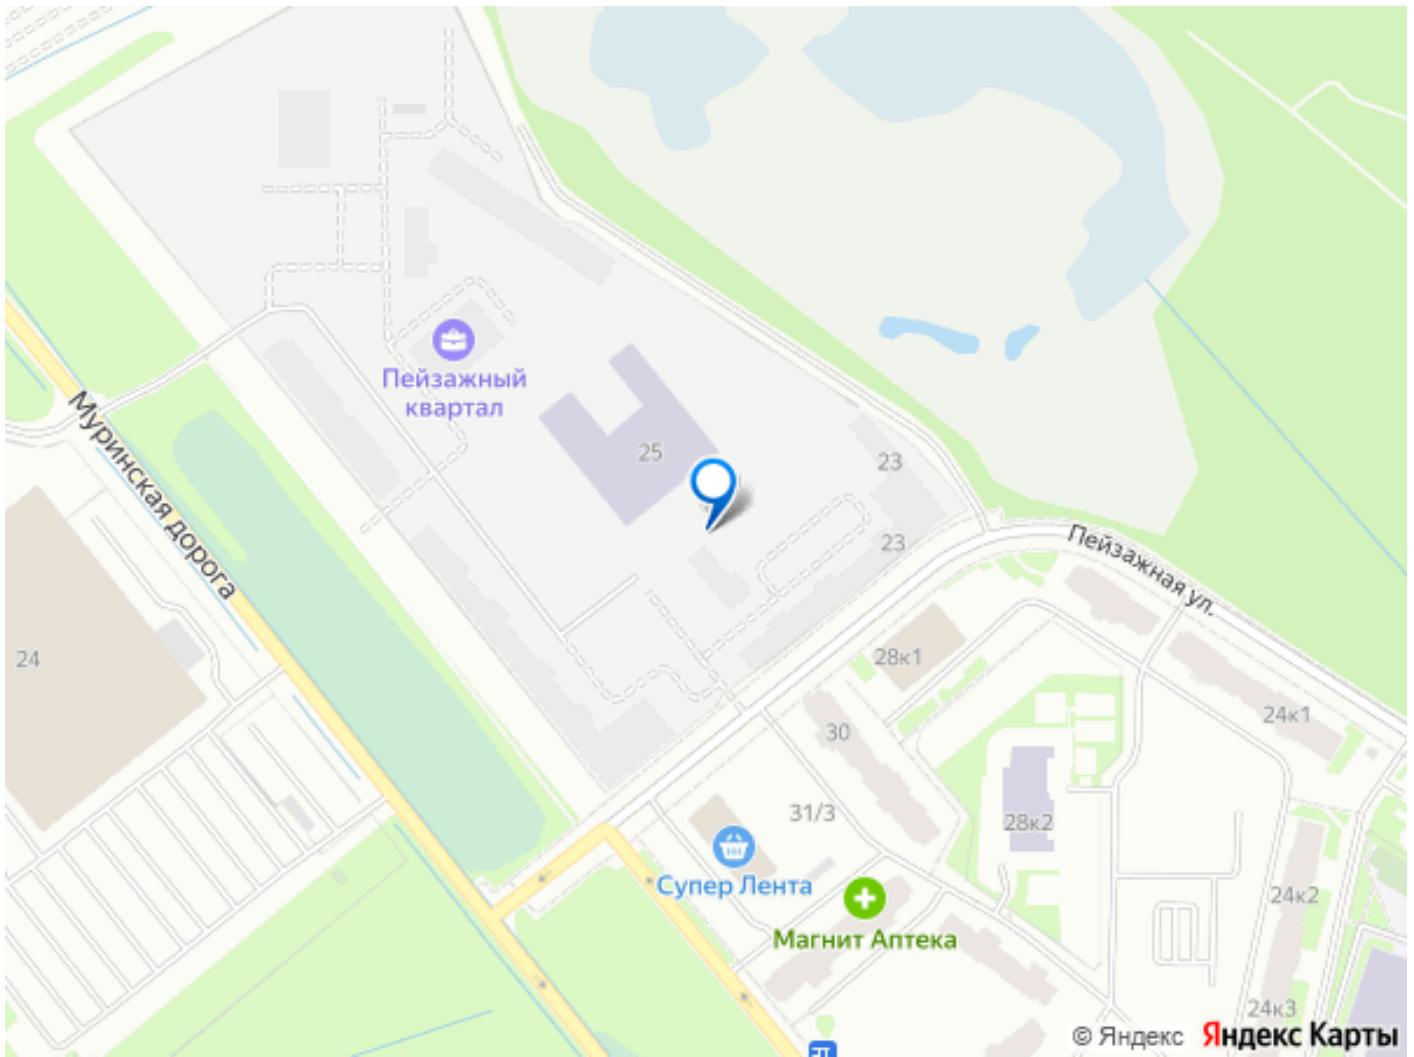 Пейзажный
квартал
25
23
23
Муринская дорога
Пейзажная ул.
24
28к1
30
24к1
31/3
28к2
Супер Лента
24к2
Магнит Аптека
24к3
© Яндекс Яндекс Карты